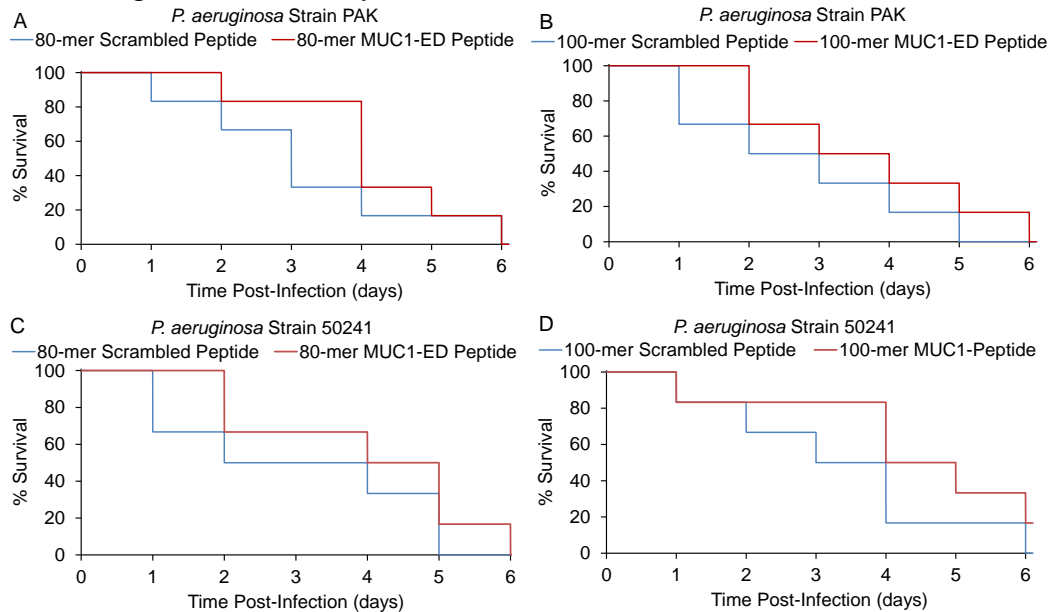 A
P. aeruginosa Strain PAK
80-mer Scrambled Peptide 80-mer MUC1-ED Peptide
100
80
60
40
20
0
% Survival
0 1 2 3 4 5 6
Time Post-Infection (days)
B
P. aeruginosa Strain PAK
100-mer Scrambled Peptide 100-mer MUC1-ED Peptide
100
80
60
40
20
0
% Survival
0 1 2 3 4 5 6
Time Post-Infection (days)
C
P. aeruginosa Strain 50241
80-mer Scrambled Peptide 80-mer MUC1-ED Peptide
100
80
60
40
20
0
% Survival
0 1 2 3 4 5 6
Time Post-Infection (days)
D
P. aeruginosa Strain 50241
100-mer Scrambled Peptide 100-mer MUC1-Peptide
100
80
60
40
20
0
% Survival
0 1 2 3 4 5 6
Time Post-Infection (days)